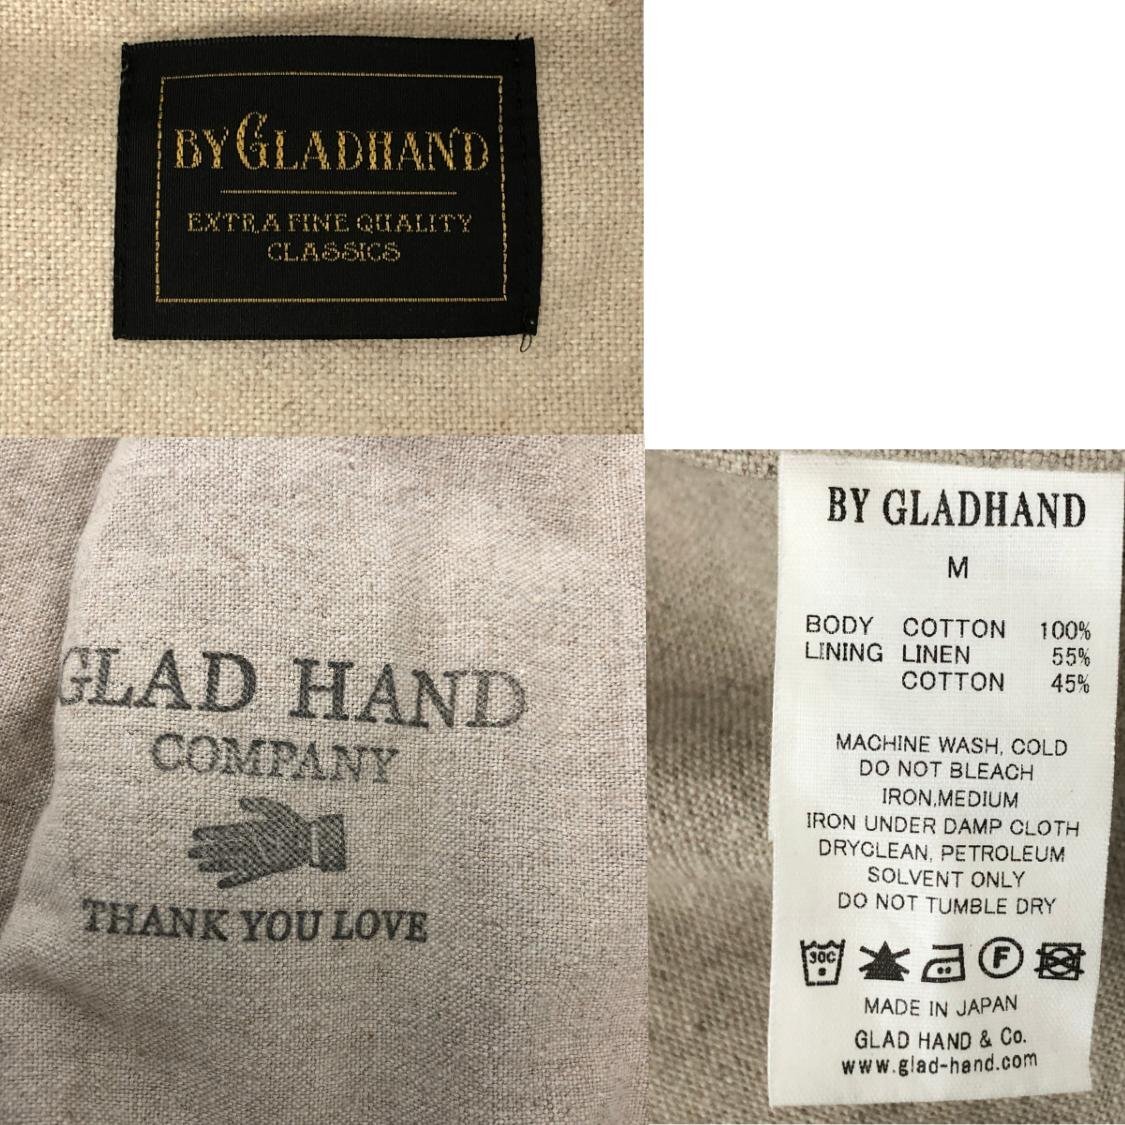 BY GLADHAND
EXTRA FINE QUALITY
CLASSICS
GLAD HAND
COMPANY
THANK YOU LOVE
BY GLADHAND
M
BODY COTTON 100%
LINING LINEN 55%
COTTON 45%
MACHINE WASH, COLD
DO NOT BLEACH
IRON,MEDIUM
IRON UNDER DAMP CLOTH
DRYCLEAN, PETROLEUM
SOLVENT ONLY
DO NOT TUMBLE DRY
30C F
MADE IN JAPAN
GLAD HAND & Co.
www.glad-hand.com